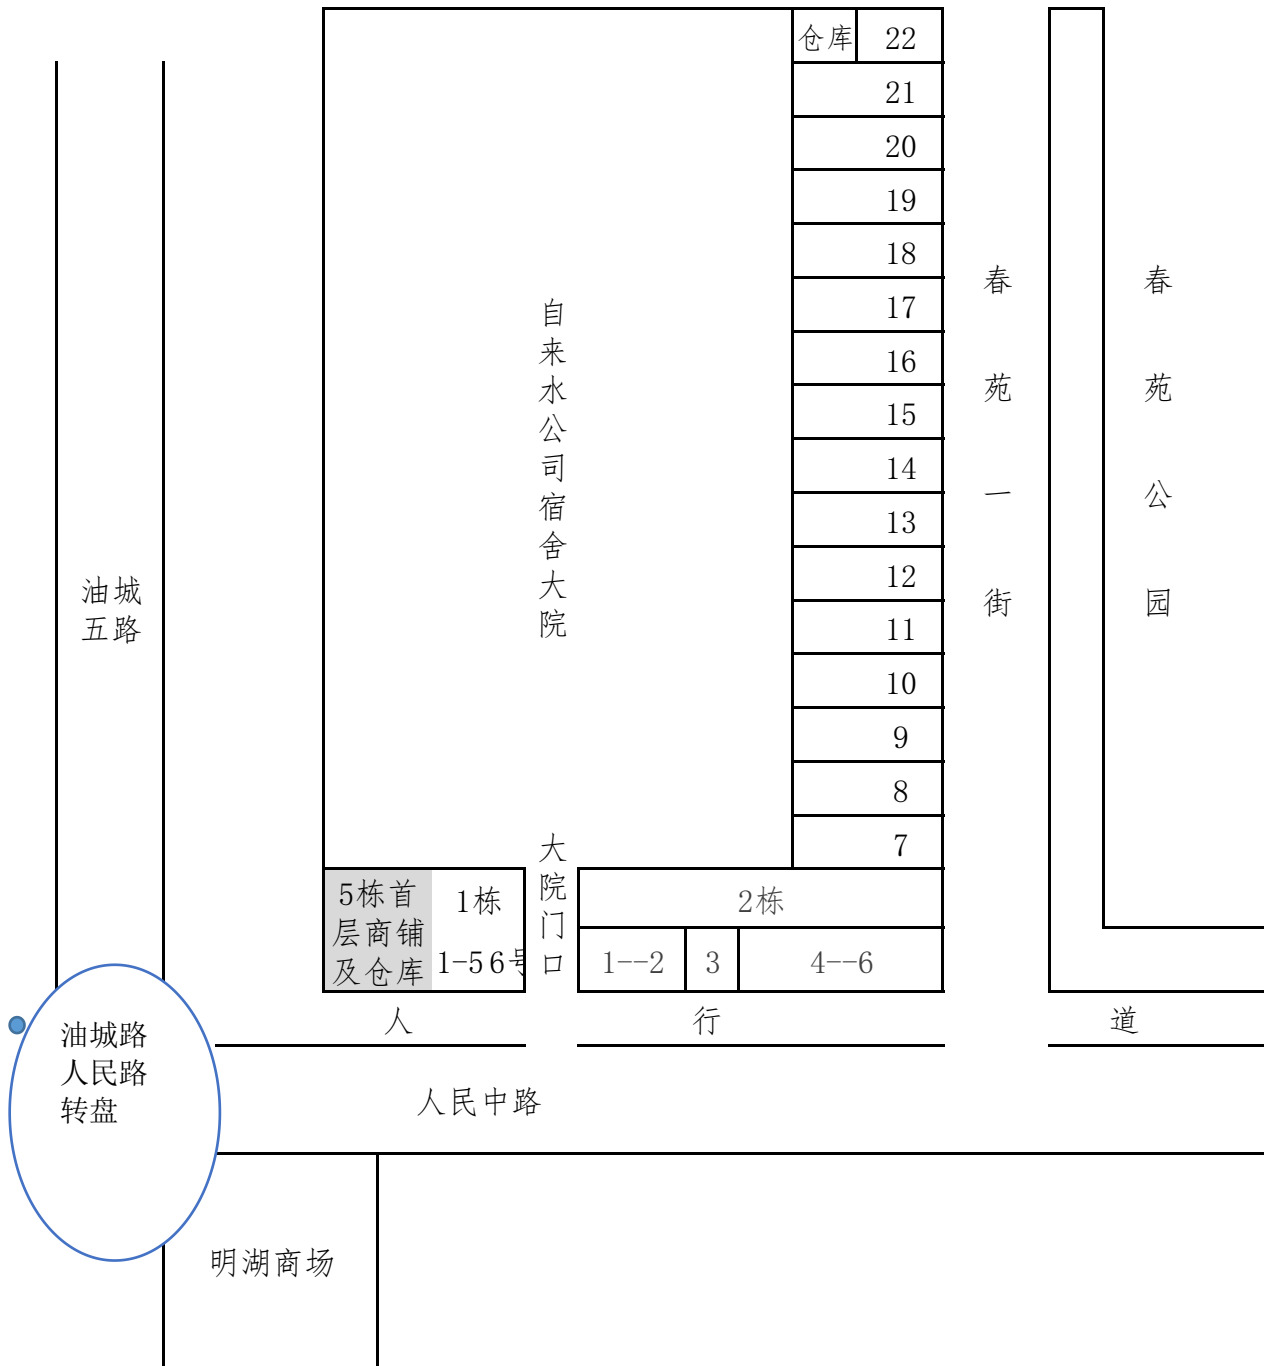 仓库 22
21
20
19
18
17
16
15
14
13
12
11
10
9
8
7
春苑一街
春苑公园
自来水公司宿舍大院
油城
五路
大院门口
5栋首
层商铺
及仓库
1栋
1-56号
2栋
1--2 3 4--6
人 行 道
油城路
人民路
转盘
人民中路
明湖商场